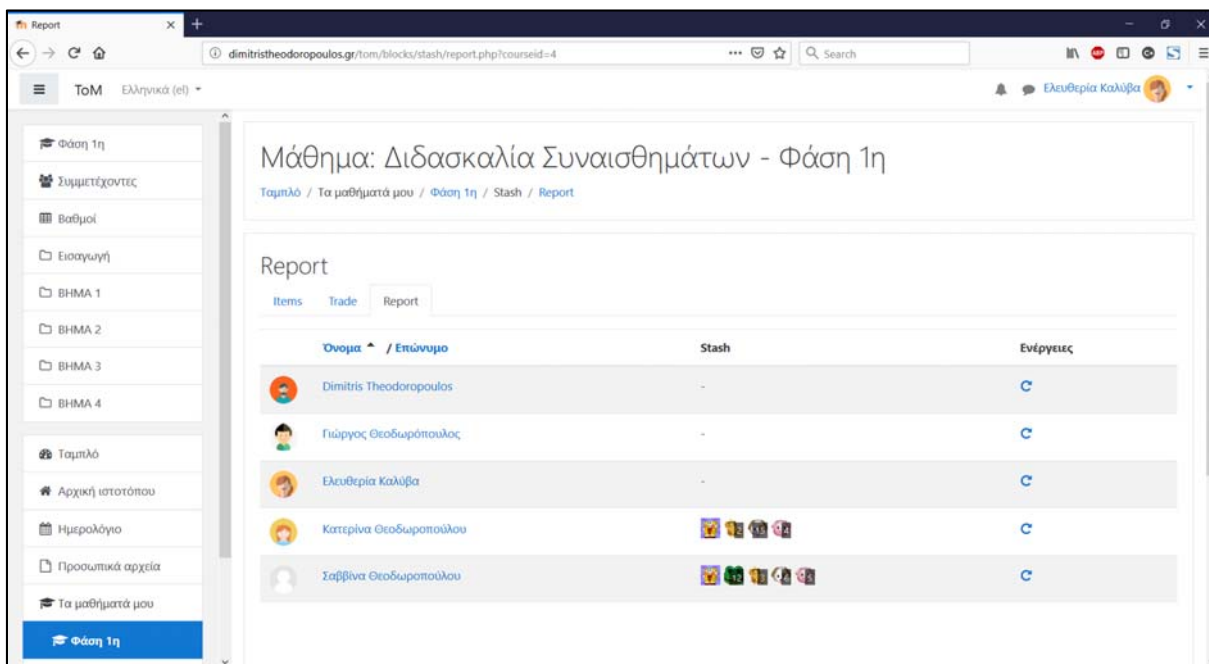 Report
dimitristheodoropoulos.gr/tom/blocks/stash/report.php?courseid=4
Search
ToM Ελληνικά (el)
Ελευθερία Καλύβα
Φάση 1η
Συμμετέχοντες
Βαθμοί
Εισαγωγή
ΒΗΜΑ 1
ΒΗΜΑ 2
ΒΗΜΑ 3
ΒΗΜΑ 4
Ταμπλό
Αρχική ιστοτόπου
Ημερολόγιο
Προσωπικά αρχεία
Τα μαθήματά μου
Φάση 1η
Μάθημα: Διδασκαλία Συναισθημάτων - Φάση 1η
Ταμπλό / Τα μαθήματά μου / Φάση 1η / Stash / Report
Report
Items Trade Report
Όνομα / Επώνυμο Stash Ενέργειες
Dimitris Theodoropoulos -
Γιώργος Θεοδωρόπουλος -
Ελευθερία Καλύβα -
Κατερίνα Θεοδωροπούλου
Σαββίνα Θεοδωροπούλου